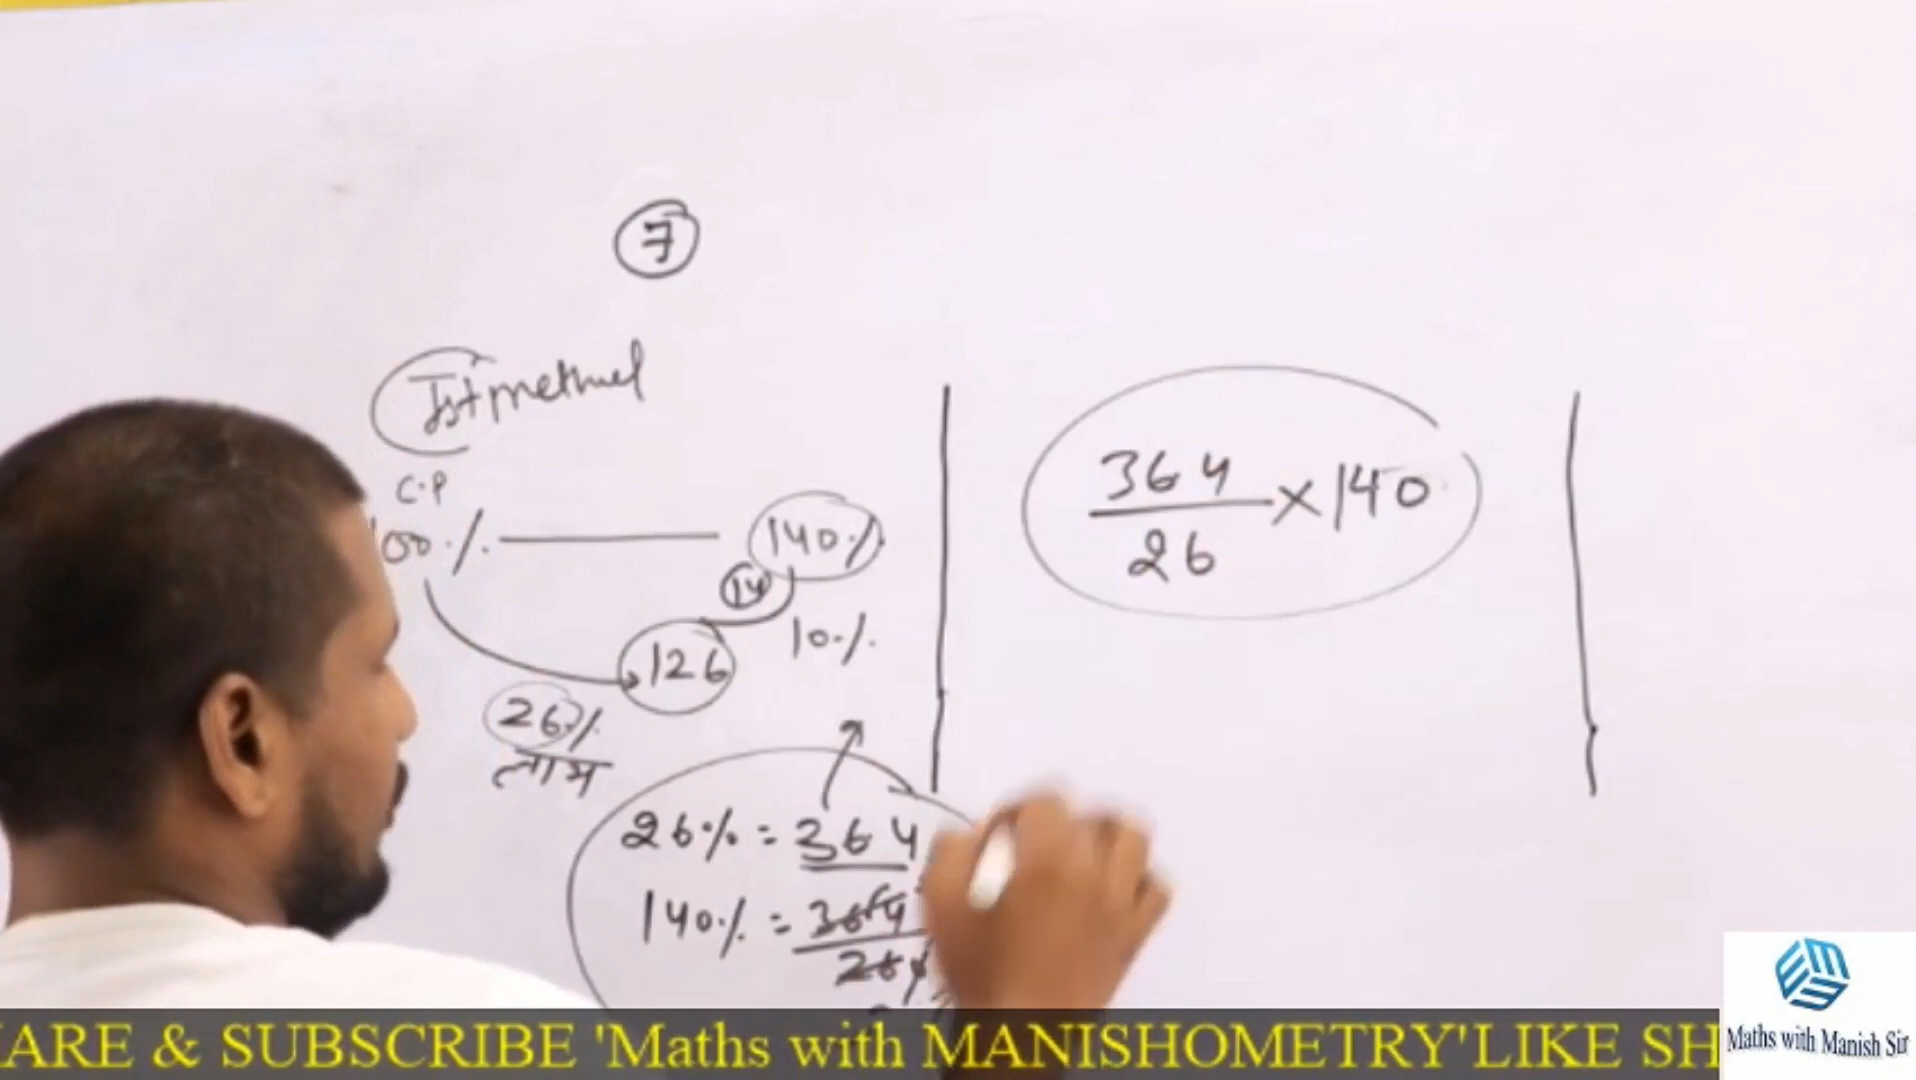 7
Ist method
C.P
100% 140%
14
126 10%
26%
लाभ
26% = 364
140% = 364
26
364
26 × 140
ARE & SUBSCRIBE 'Maths with MANISHOMETRY' LIKE SH
Maths with Manish Sir